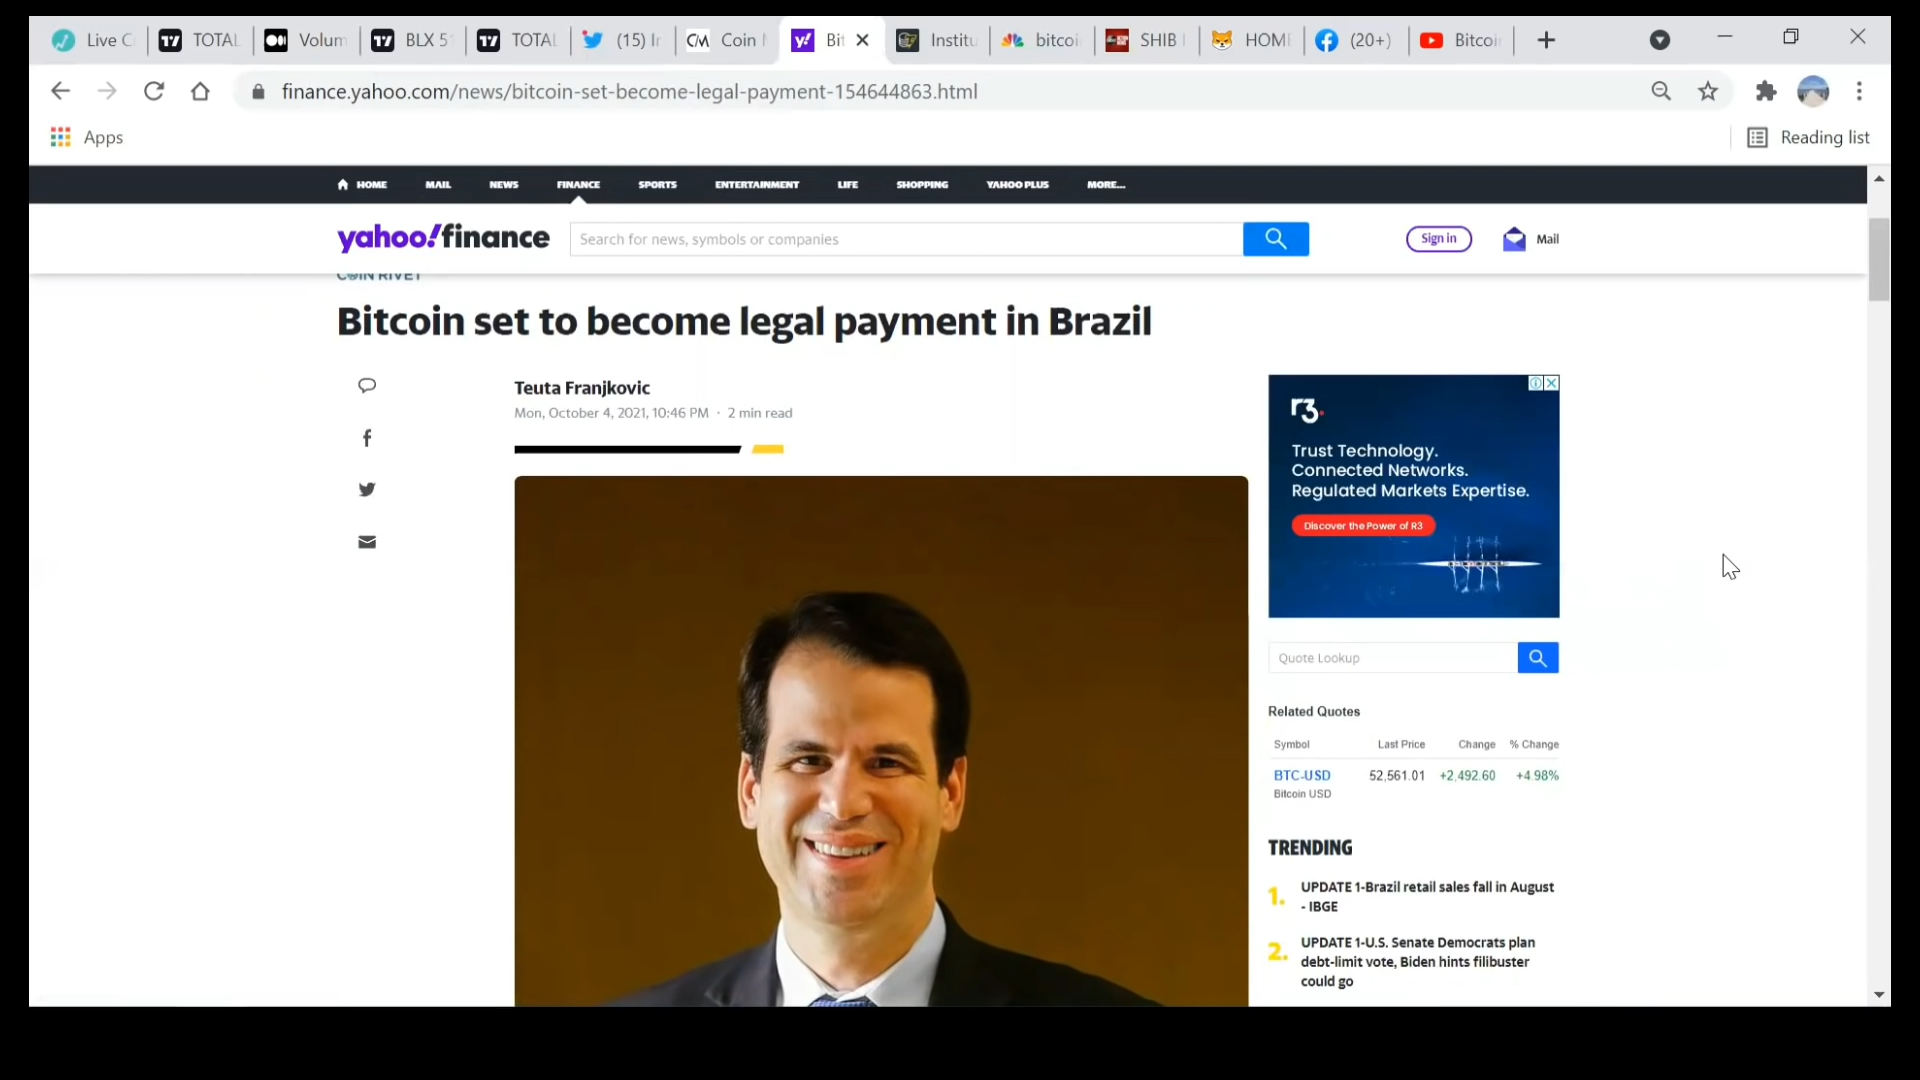 Live C
TOTAL
Volum
BLX 5
TOTAL
(15) Ir
CM Coin
y! Bit
Institu
bitcoi
SHIB
HOME
(20+)
Bitcoi
finance.yahoo.com/news/bitcoin-set-become-legal-payment-154644863.html
Apps
Reading list
HOME MAIL NEWS FINANCE SPORTS ENTERTAINMENT LIFE SHOPPING YAHOO PLUS MORE...
yahoo!finance
Search for news, symbols or companies
Sign in
Mail
COIN RIVET
Bitcoin set to become legal payment in Brazil
Teuta Franjkovic
Mon, October 4, 2021, 10:46 PM · 2 min read
r3.
Trust Technology.
Connected Networks.
Regulated Markets Expertise.
Discover the Power of R3
Quote Lookup
Related Quotes
Symbol Last Price Change % Change
BTC-USD 52,561.01 +2,492.60 +4.98%
Bitcoin USD
TRENDING
1. UPDATE 1-Brazil retail sales fall in August
- IBGE
2. UPDATE 1-U.S. Senate Democrats plan
debt-limit vote, Biden hints filibuster
could go